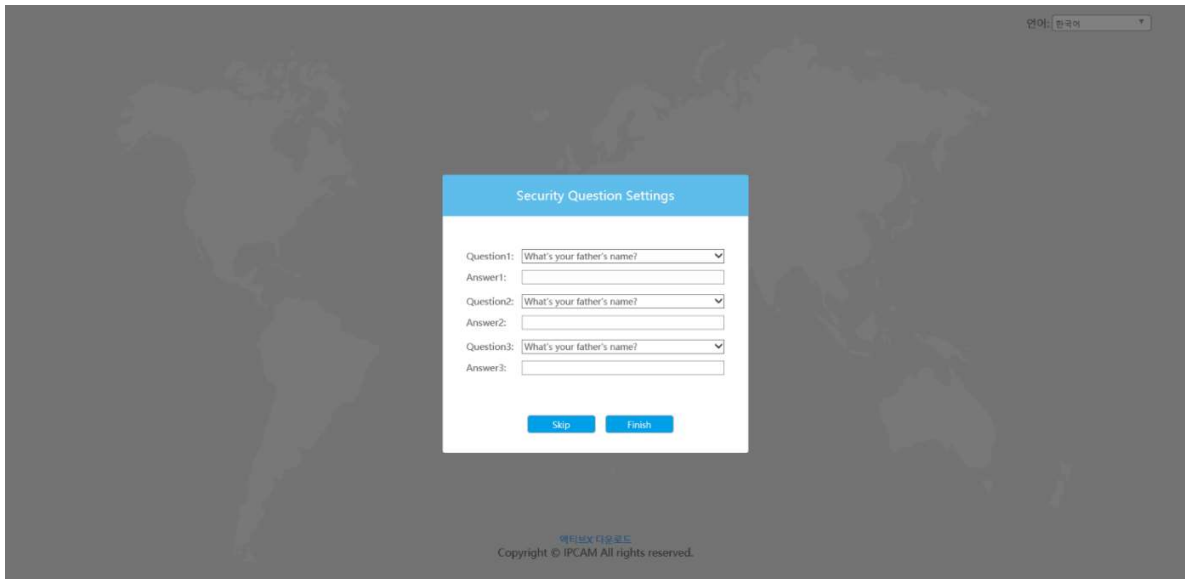 언어: 한국어
Security Question Settings
Question1: What's your father's name?
Answer1:
Question2: What's your father's name?
Answer2:
Question3: What's your father's name?
Answer3:
Skip Finish
액티브X 다운로드
Copyright © IPCAM All rights reserved.